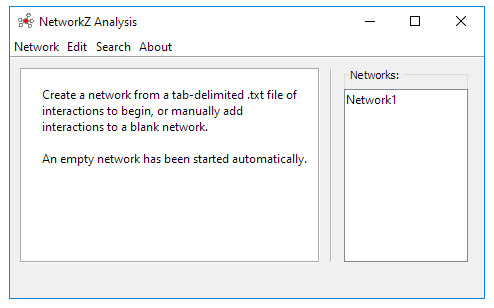 NetworkZ Analysis
Network Edit Search About
Create a network from a tab-delimited .txt file of
interactions to begin, or manually add
interactions to a blank network.
An empty network has been started automatically.
Networks:
Network1